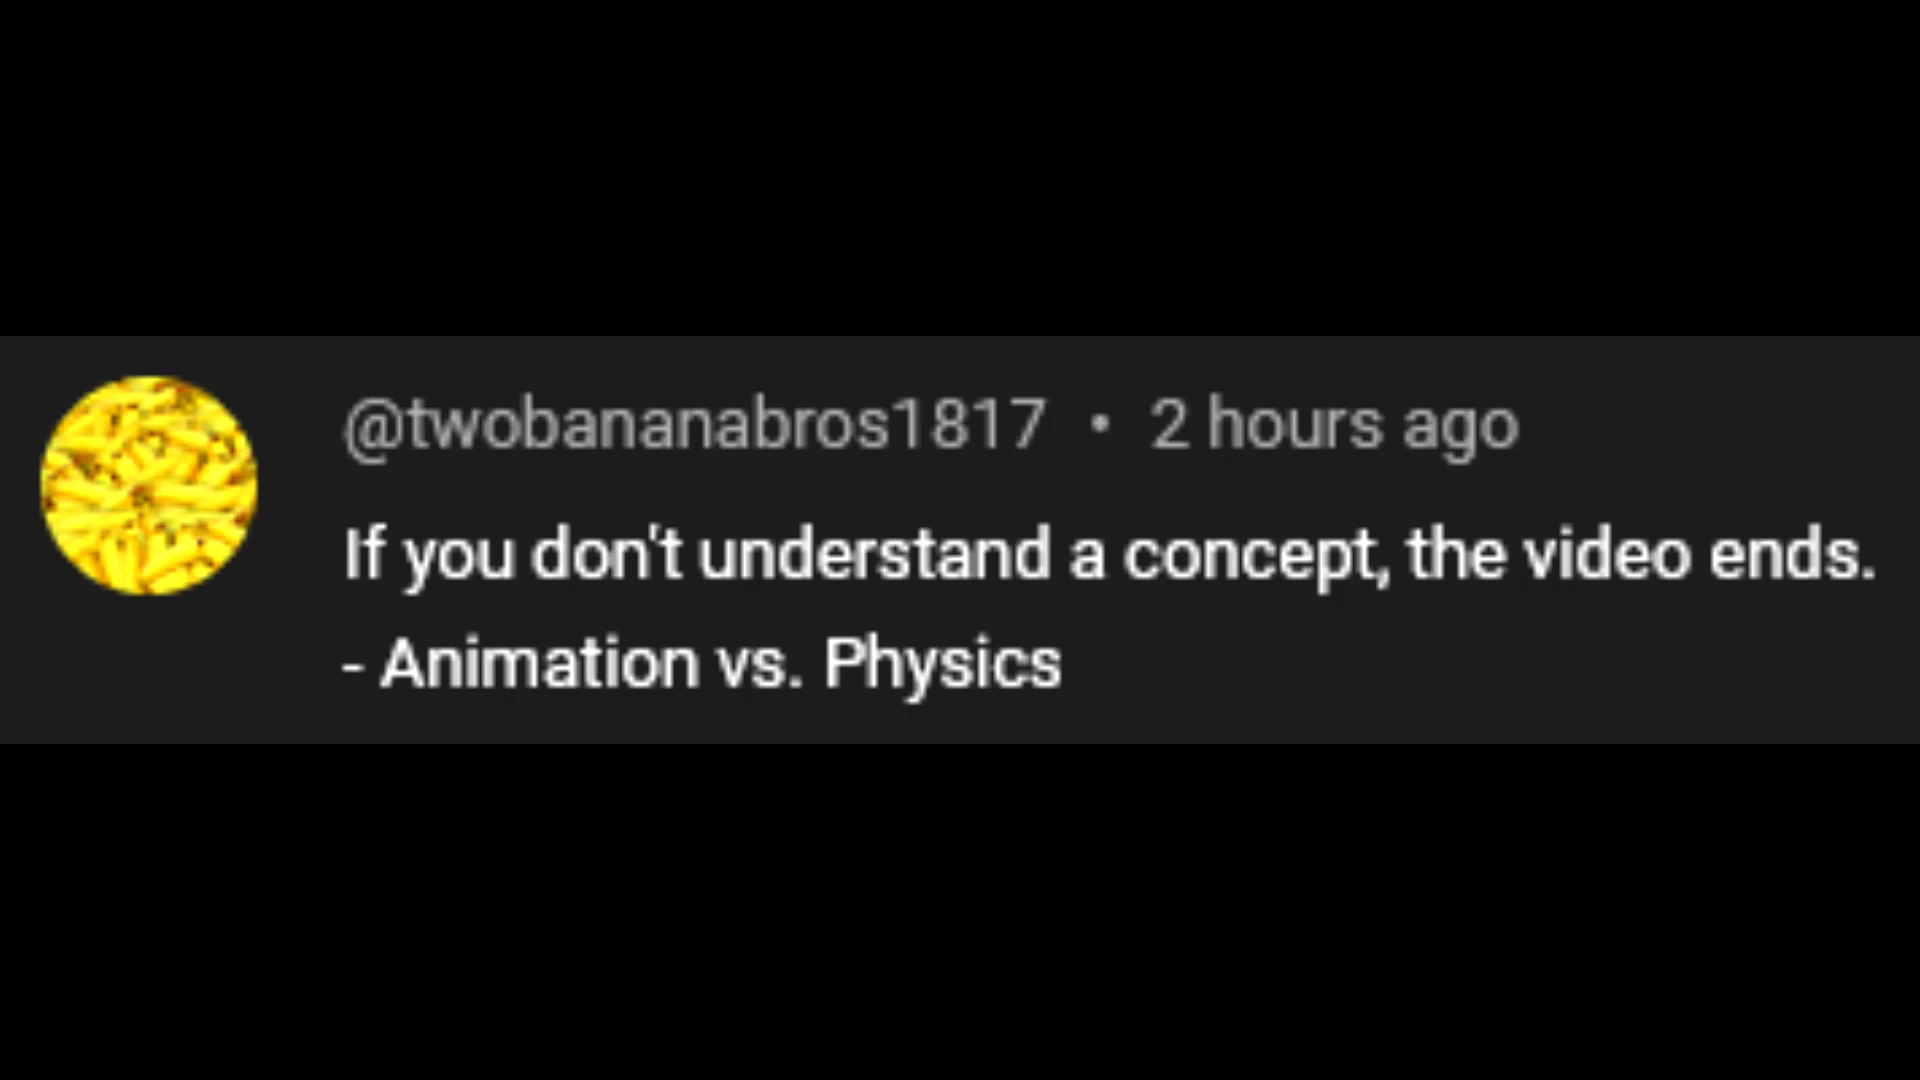 @twobananabros1817 • 2 hours ago
If you don't understand a concept, the video ends.
- Animation vs. Physics